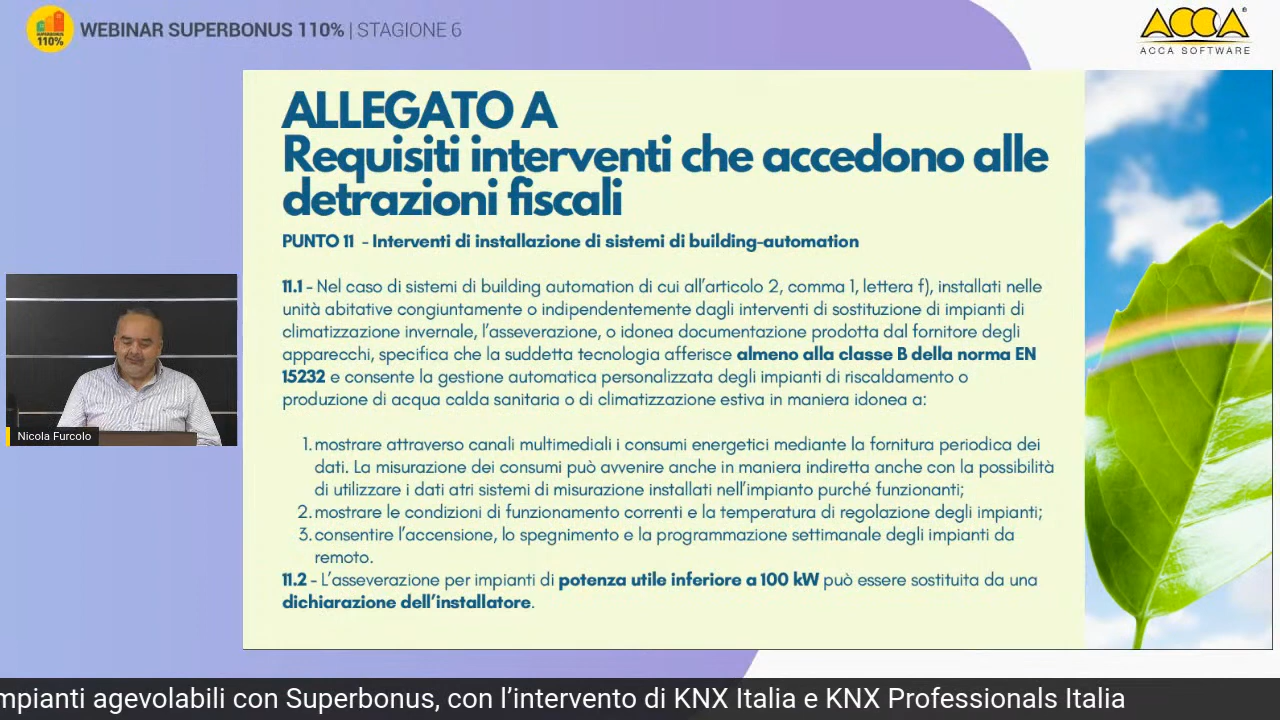 WEBINAR SUPERBONUS 110% | STAGIONE 6
SUPERBONUS
110%
ACCA
®
ACCA SOFTWARE
ALLEGATO A
Requisiti interventi che accedono alle
detrazioni fiscali
PUNTO 11 - Interventi di installazione di sistemi di building-automation
11.1 - Nel caso di sistemi di building automation di cui all'articolo 2, comma 1, lettera f), installati nelle
unità abitative congiuntamente o indipendentemente dagli interventi di sostituzione di impianti di
climatizzazione invernale, l'asseverazione, o idonea documentazione prodotta dal fornitore degli
apparecchi, specifica che la suddetta tecnologia afferisce almeno alla classe B della norma EN
15232 e consente la gestione automatica personalizzata degli impianti di riscaldamento o
produzione di acqua calda sanitaria o di climatizzazione estiva in maniera idonea a:
1. mostrare attraverso canali multimediali i consumi energetici mediante la fornitura periodica dei
dati. La misurazione dei consumi può avvenire anche in maniera indiretta anche con la possibilità
di utilizzare i dati atri sistemi di misurazione installati nell'impianto purché funzionanti;
2. mostrare le condizioni di funzionamento correnti e la temperatura di regolazione degli impianti;
3. consentire l'accensione, lo spegnimento e la programmazione settimanale degli impianti da
remoto.
11.2 - L'asseverazione per impianti di potenza utile inferiore a 100 kW può essere sostituita da una
dichiarazione dell'installatore.
Nicola Furcolo
mpianti agevolabili con Superbonus, con l'intervento di KNX Italia e KNX Professionals Italia